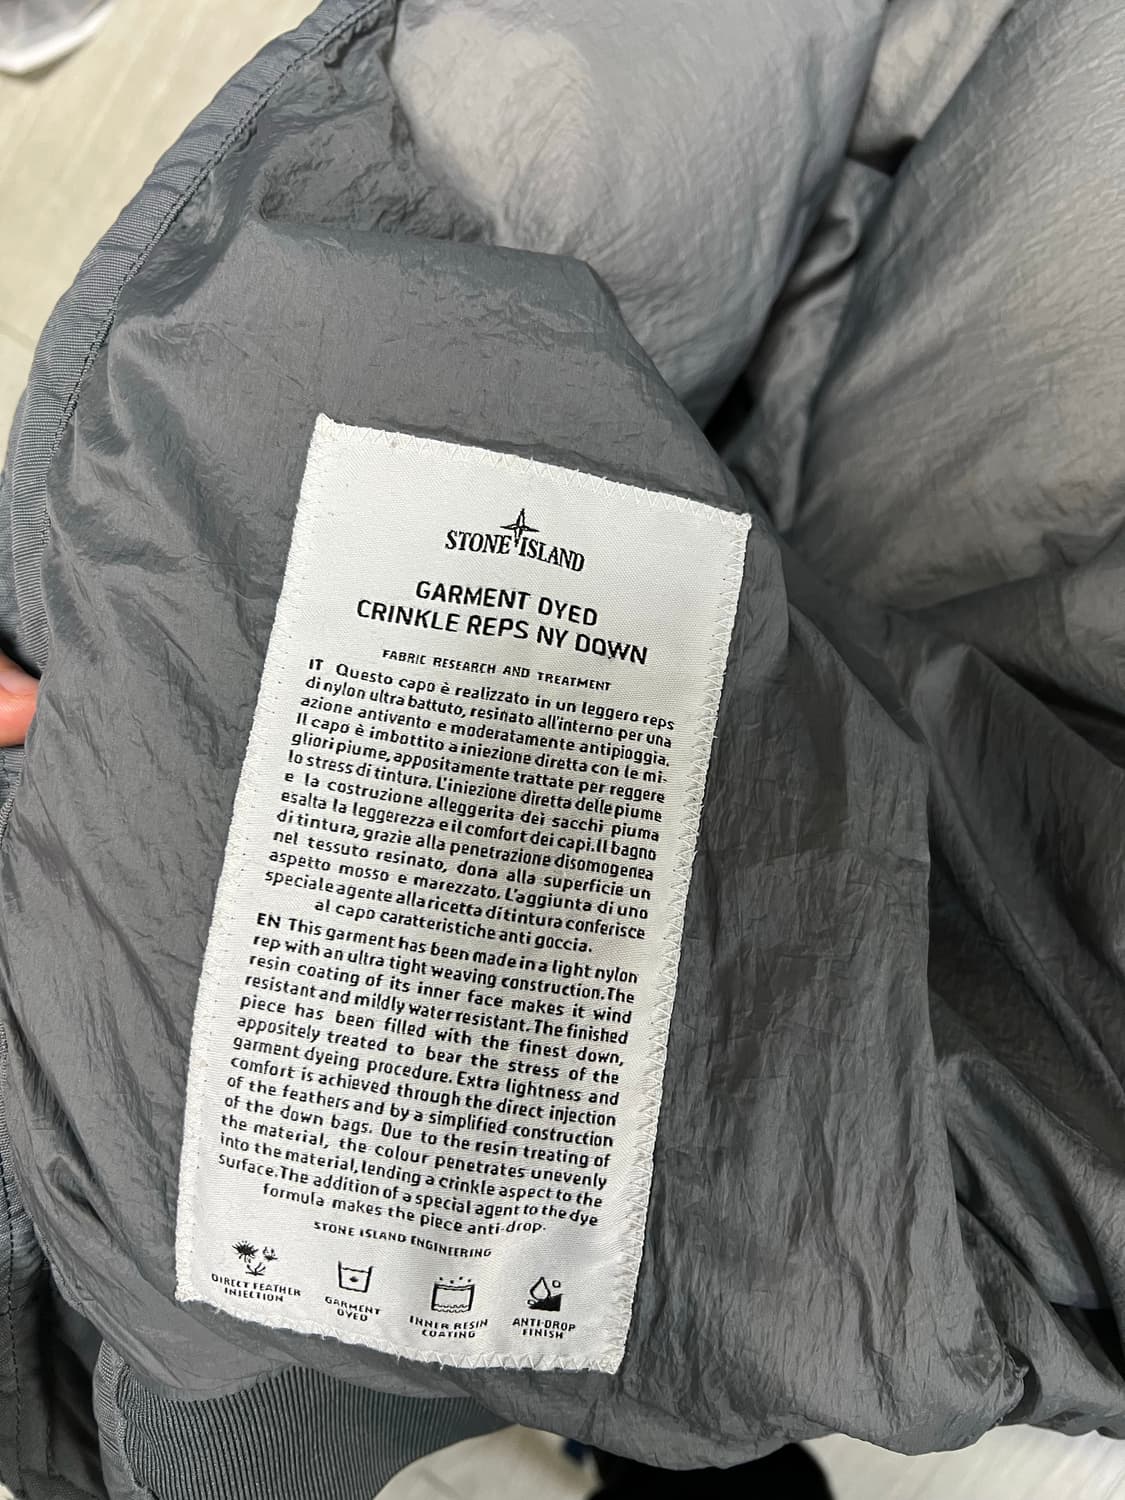 STONE ISLAND
GARMENT DYED
CRINKLE REPS NY DOWN
FABRIC RESEARCH AND TREATMENT
IT Questo capo è realizzato in un leggero reps
di nylon ultra battuto, resinato all'interno per una
azione antivento e moderatamente antipioggia.
Il capo è imbottito a iniezione diretta con le mi-
gliori piume, appositamente trattate per reggere
lo stress di tintura. L'iniezione diretta delle piume
e la costruzione alleggerita dei sacchi piuma
esalta la leggerezza e il comfort dei capi. Il bagno
di tintura, grazie alla penetrazione disomogenea
nel tessuto resinato, dona alla superficie un
aspetto mosso e marezzato. L'aggiunta di uno
speciale agente alla ricetta di tintura conferisce
al capo caratteristiche anti goccia.
EN This garment has been made in a light nylon
rep with an ultra tight weaving construction. The
resin coating of its inner face makes it wind
resistant and mildly water resistant. The finished
piece has been filled with the finest down,
appositely treated to bear the stress of the
garment dyeing procedure. Extra lightness and
comfort is achieved through the direct injection
of the feathers and by a simplified construction
of the down bags. Due to the resin treating of
the material, the colour penetrates unevenly
into the material, lending a crinkle aspect to the
surface. The addition of a special agent to the dye
formula makes the piece anti-drop.
STONE ISLAND ENGINEERING
DIRECT FEATHER
INJECTION
GARMENT
DYED
INNER RESIN
COATING
ANTI-DROP
FINISH